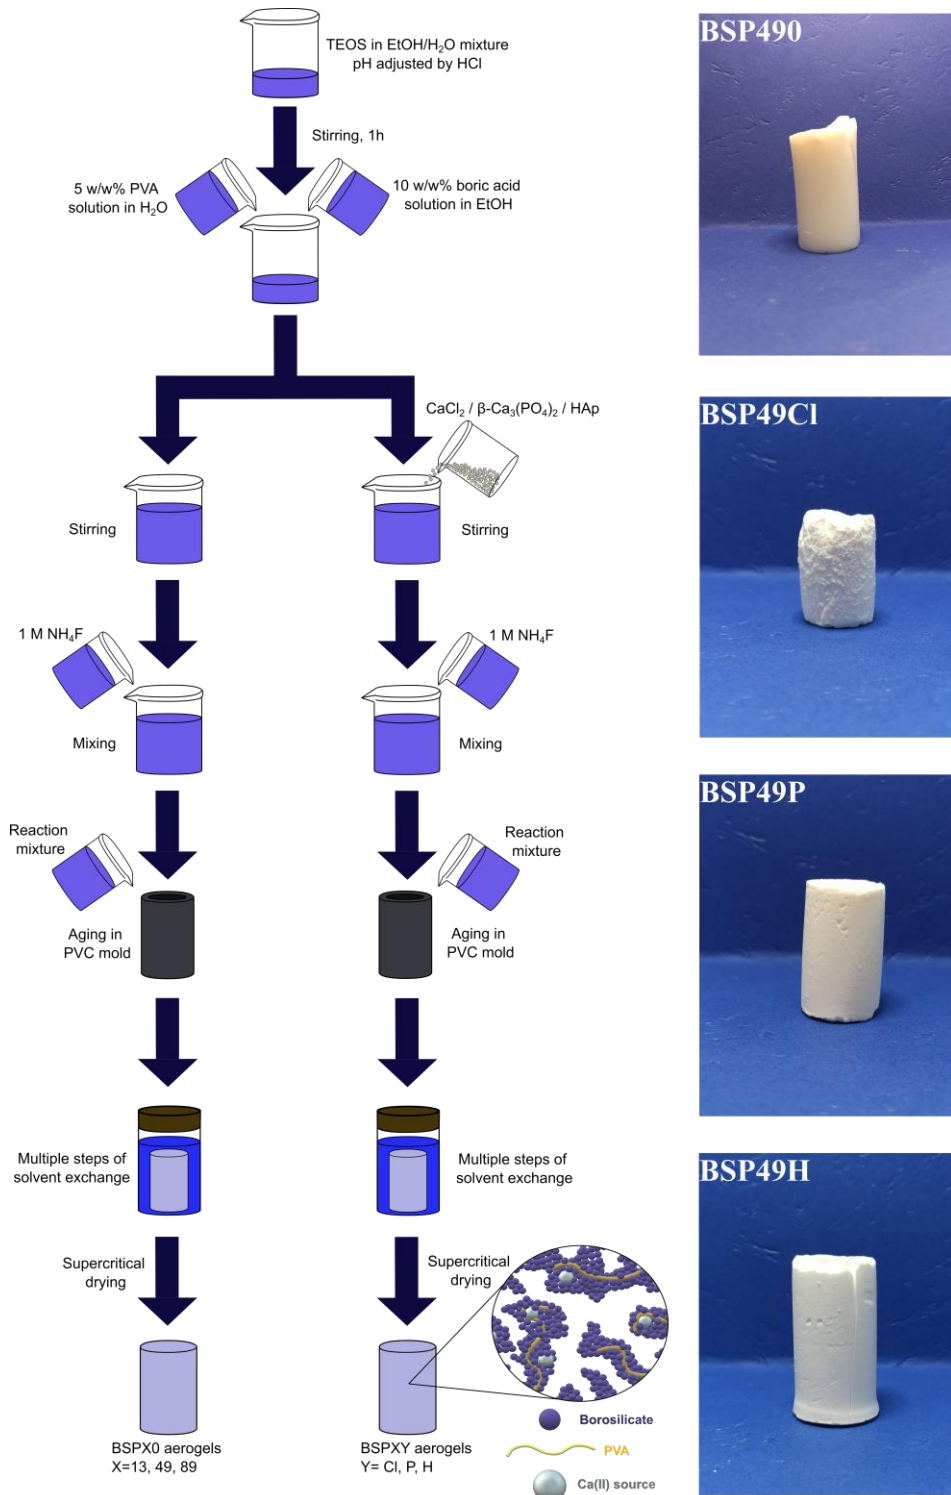 TEOS in EtOH/H₂O mixture
pH adjusted by HCl
Stirring, 1h
5 w/w% PVA
solution in H₂O
10 w/w% boric acid
solution in EtOH
CaCl₂ / β-Ca₃(PO₄)₂ / HAp
Stirring
Stirring
1 M NH₄F
1 M NH₄F
Mixing
Mixing
Reaction
mixture
Reaction
mixture
Aging in
PVC mold
Aging in
PVC mold
Multiple steps of
solvent exchange
Multiple steps of
solvent exchange
Supercritical
drying
Supercritical
drying
BSPX0 aerogels
X=13, 49, 89
BSPXY aerogels
Y= Cl, P, H
Borosilicate
PVA
Ca(II) source
BSP490
BSP49Cl
BSP49P
BSP49H